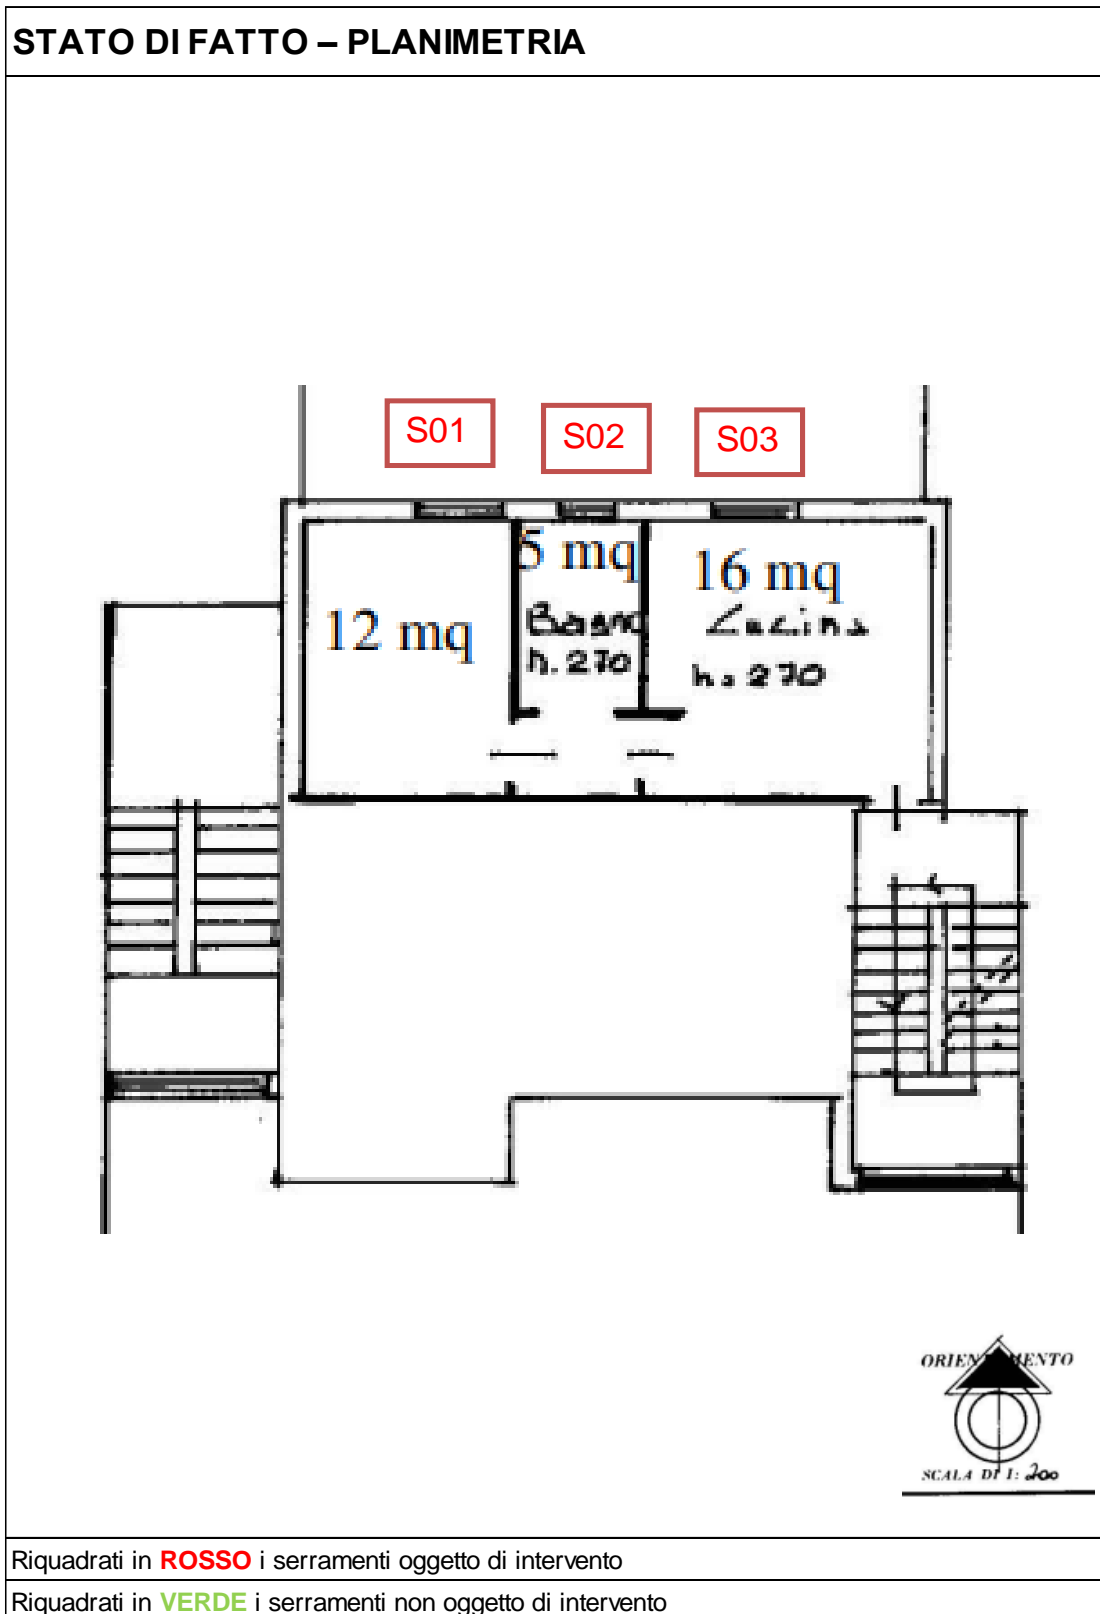 STATO DI FATTO – PLANIMETRIA
S01
S02
S03
5 mq
16 mq
12 mq
Bagno
h. 270
Cucina
h. 270
ORIENTAMENTO
SCALA DI 1: 200
Riquadrati in ROSSO i serramenti oggetto di intervento
Riquadrati in VERDE i serramenti non oggetto di intervento